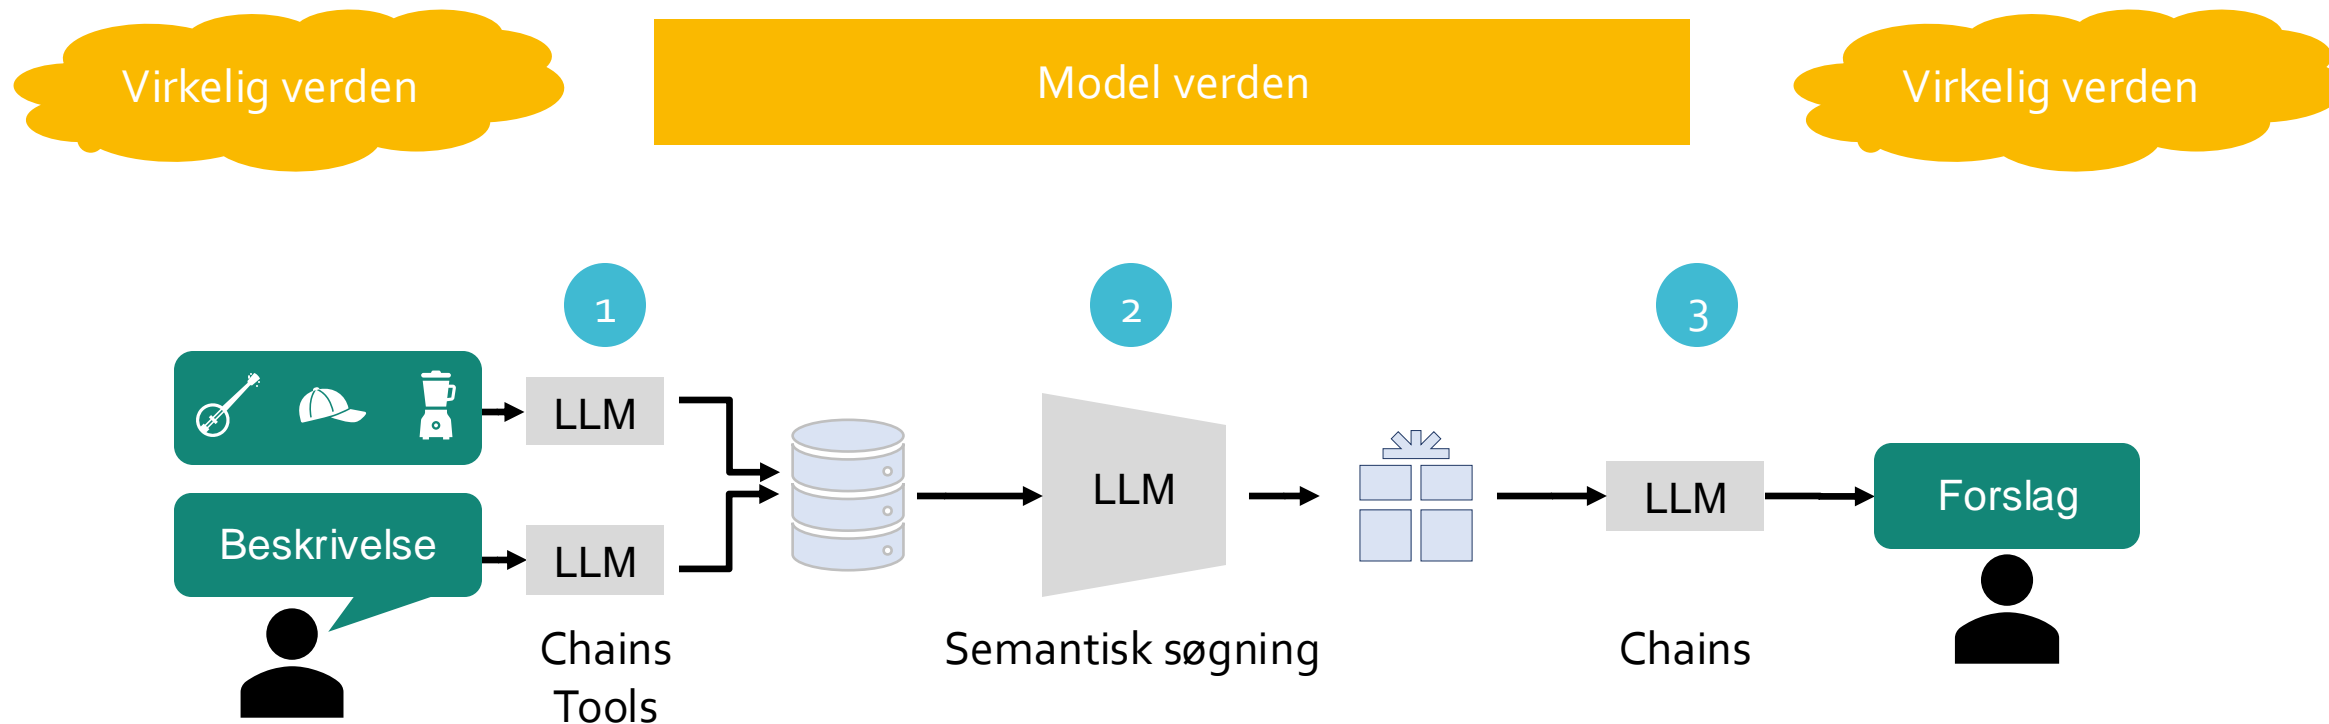 Virkelig verden
Model verden
Virkelig verden
1
2
3
LLM
Beskrivelse
LLM
LLM
LLM
Forslag
Chains
Tools
Semantisk søgning
Chains